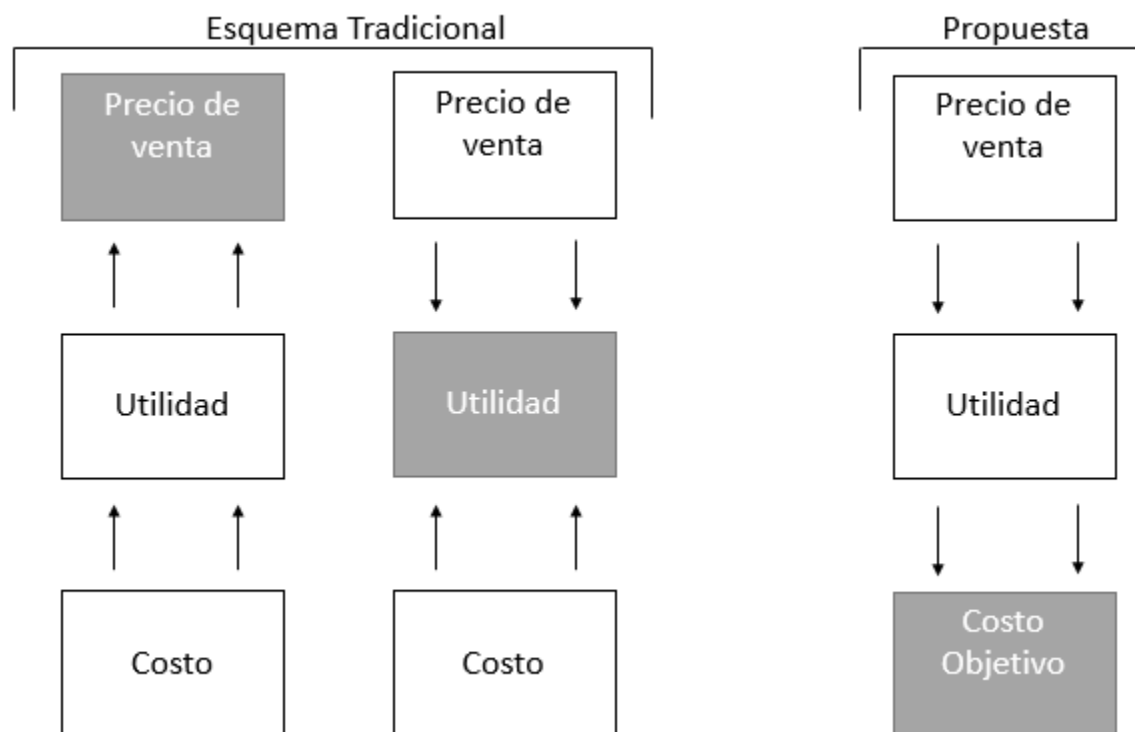 Esquema Tradicional
Propuesta
Precio de
venta
Precio de
venta
Precio de
venta
Utilidad
Utilidad
Utilidad
Costo
Costo
Costo
Objetivo